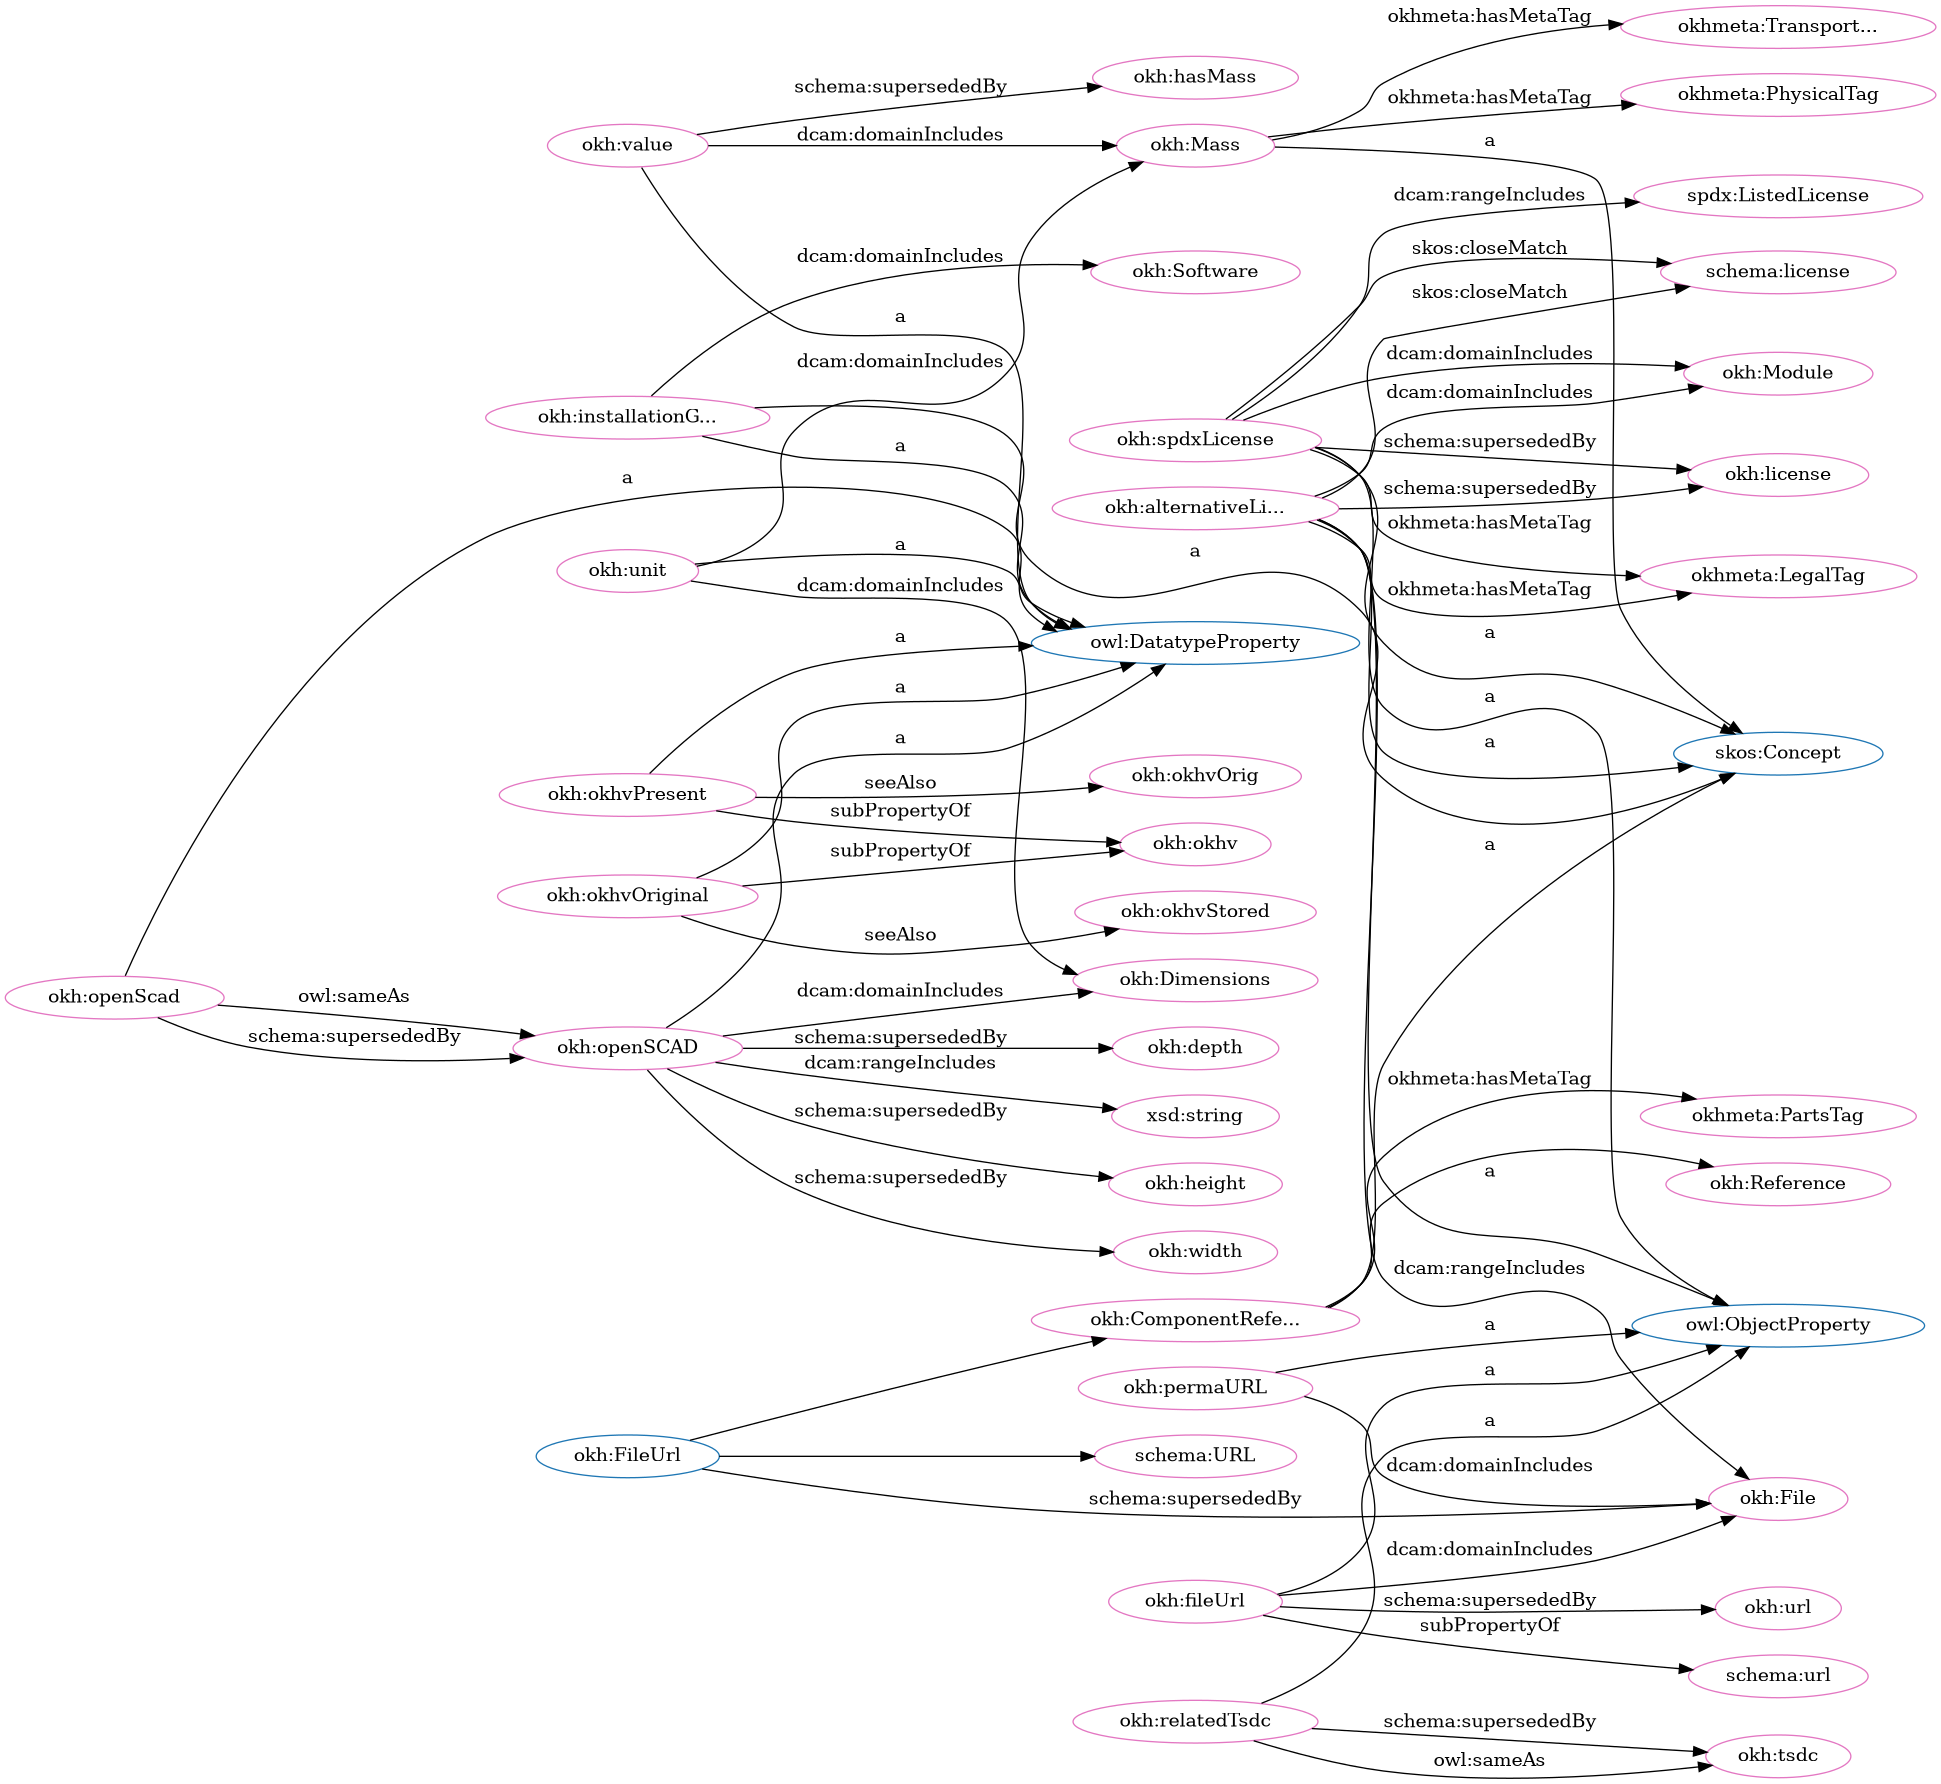 okhmeta:hasMetaTag
okhmeta:Transport...
okh:hasMass
schema:supersededBy
okhmeta:hasMetaTag
okhmeta:PhysicalTag
okh:value
dcam:domainIncludes
okh:Mass
a
dcam:rangeIncludes
spdx:ListedLicense
dcam:domainIncludes
okh:Software
skos:closeMatch
schema:license
skos:closeMatch
a
dcam:domainIncludes
dcam:domainIncludes
okh:Module
dcam:domainIncludes
okh:installationG...
a
okh:spdxLicense
schema:supersededBy
okh:license
a
schema:supersededBy
okh:alternativeLi...
okhmeta:hasMetaTag
a
a
okh:unit
dcam:domainIncludes
okhmeta:hasMetaTag
okhmeta:LegalTag
a
owl:DatatypeProperty
a
a
a
a
a
skos:Concept
okh:okhvPresent
seeAlso
okh:okhvOrig
subPropertyOf
okh:okhv
subPropertyOf
a
okh:okhvOriginal
okh:okhvStored
seeAlso
okh:openScad
owl:sameAs
dcam:domainIncludes
okh:Dimensions
schema:supersededBy
okh:openSCAD
schema:supersededBy
okh:depth
dcam:rangeIncludes
okhmeta:hasMetaTag
schema:supersededBy
xsd:string
okhmeta:PartsTag
schema:supersededBy
okh:height
a
okh:Reference
okh:width
dcam:rangeIncludes
okh:ComponentRefe...
a
owl:ObjectProperty
a
okh:permaURL
a
okh:FileUrl
schema:URL
dcam:domainIncludes
schema:supersededBy
okh:File
dcam:domainIncludes
okh:fileUrl
schema:supersededBy
okh:url
subPropertyOf
schema:url
okh:relatedTsdc
schema:supersededBy
owl:sameAs
okh:tsdc